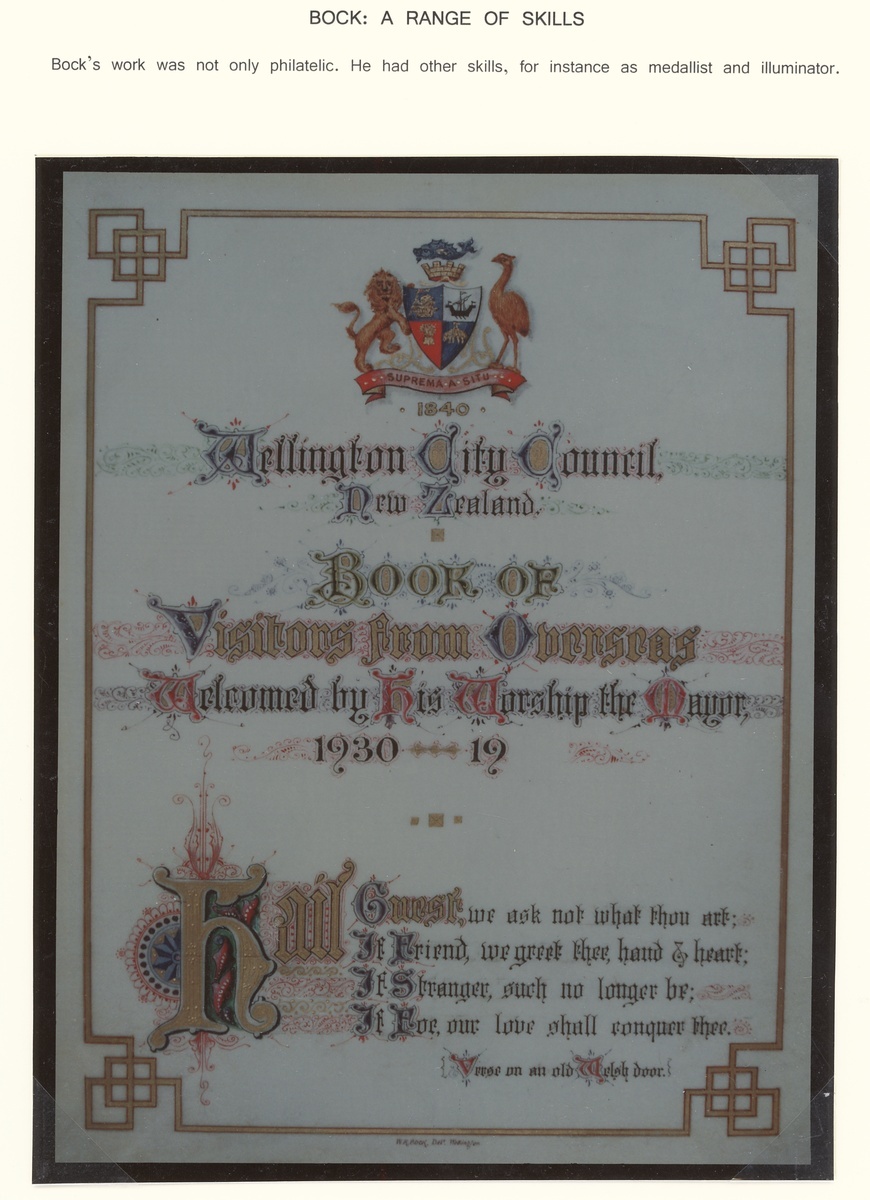 BOCK: A RANGE OF SKILLS
Bock's work was not only philatelic. He had other skills, for instance as medallist and illuminator.
SUPREMA·A·SITU
· 1840 ·
Wellington City Council,
New Zealand.
BOOK OF
Visitors from Overseas
Welcomed by His Worship the Mayor,
1930 19
Hail Guest, we ask not what thou art;
If Friend, we greet thee, hand & heart;
If Stranger, such no longer be;
If Foe, our love shall conquer thee.
Verse on an old Welsh door.